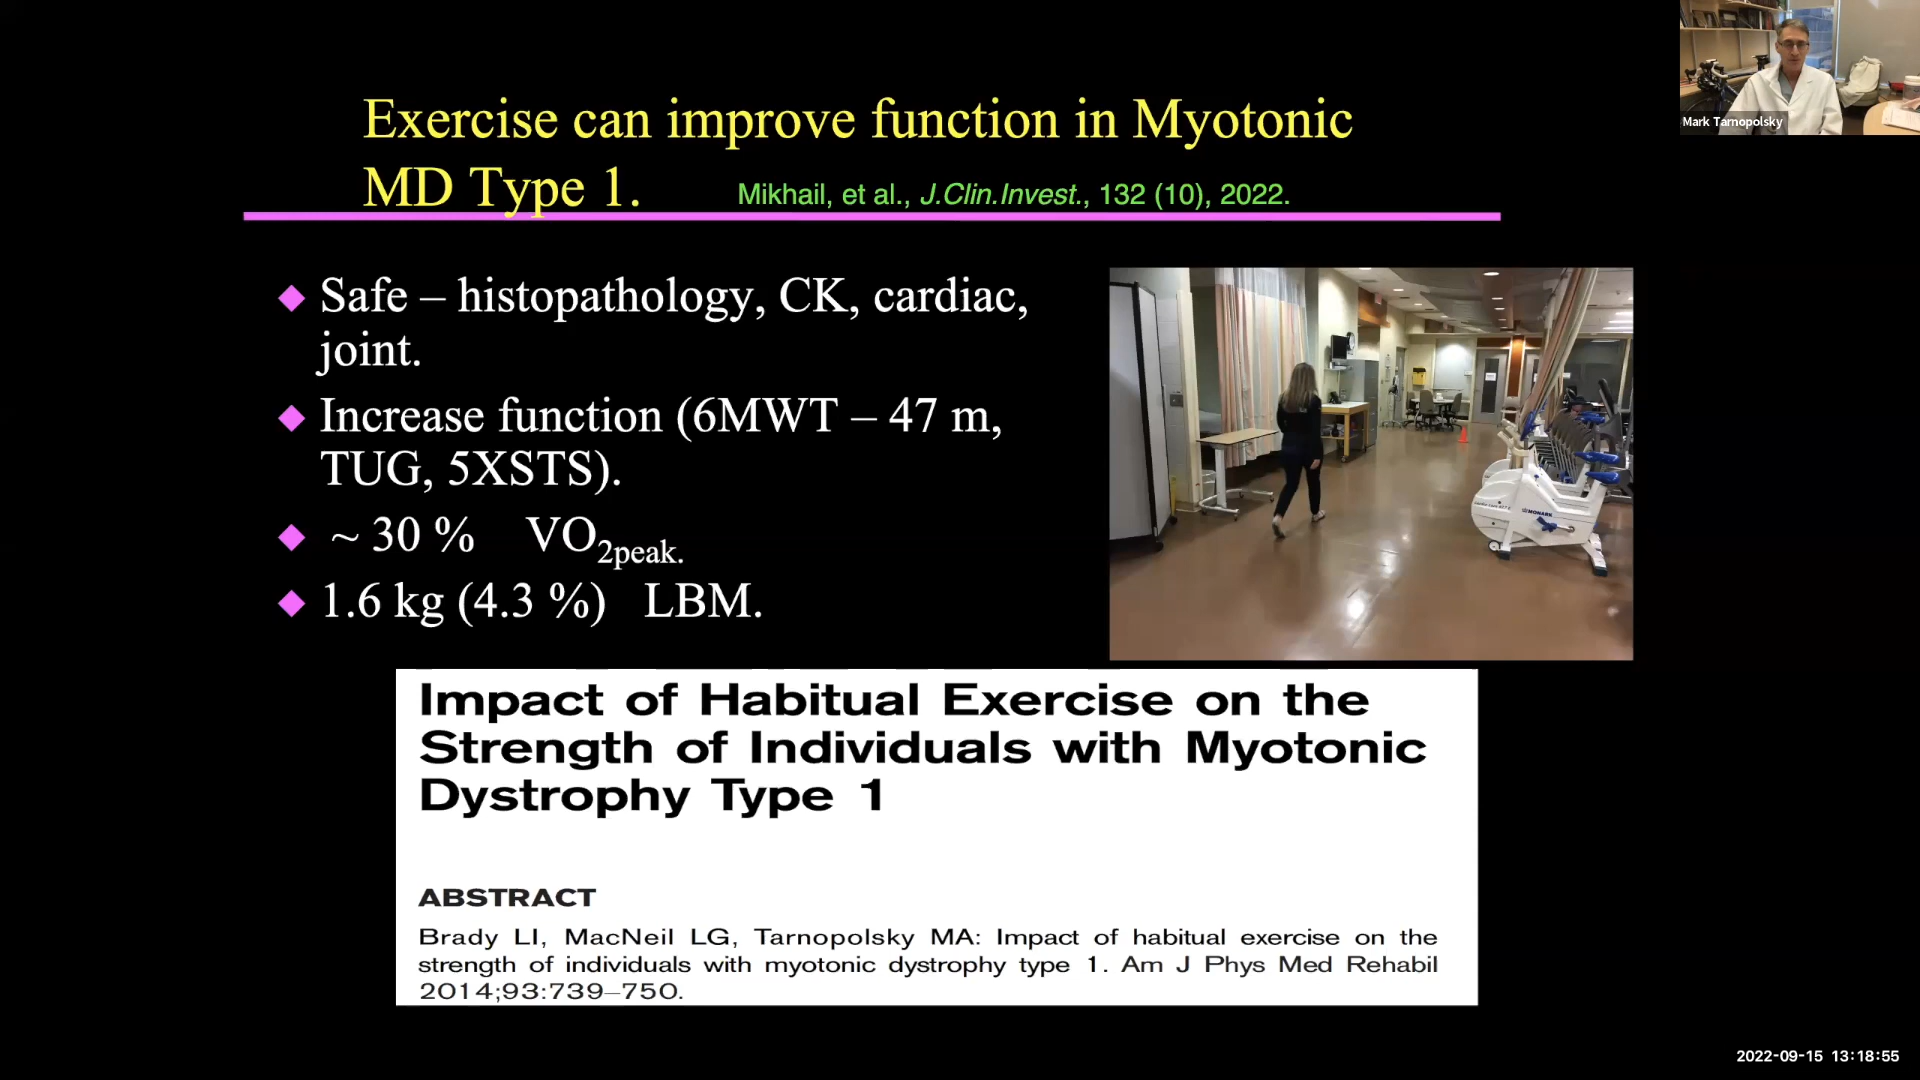 Exercise can improve function in Myotonic
MD Type 1.
Mikhail, et al., J.Clin.Invest., 132 (10), 2022.
Safe – histopathology, CK, cardiac,
joint.
Increase function (6MWT – 47 m,
TUG, 5XSTS).
~ 30 % VO2peak.
1.6 kg (4.3 %) LBM.
MONARK
Impact of Habitual Exercise on the
Strength of Individuals with Myotonic
Dystrophy Type 1
ABSTRACT
Brady LI, MacNeil LG, Tarnopolsky MA: Impact of habitual exercise on the
strength of individuals with myotonic dystrophy type 1. Am J Phys Med Rehabil
2014;93:739–750.
Mark Tarnopolsky
2022-09-15 13:18:55